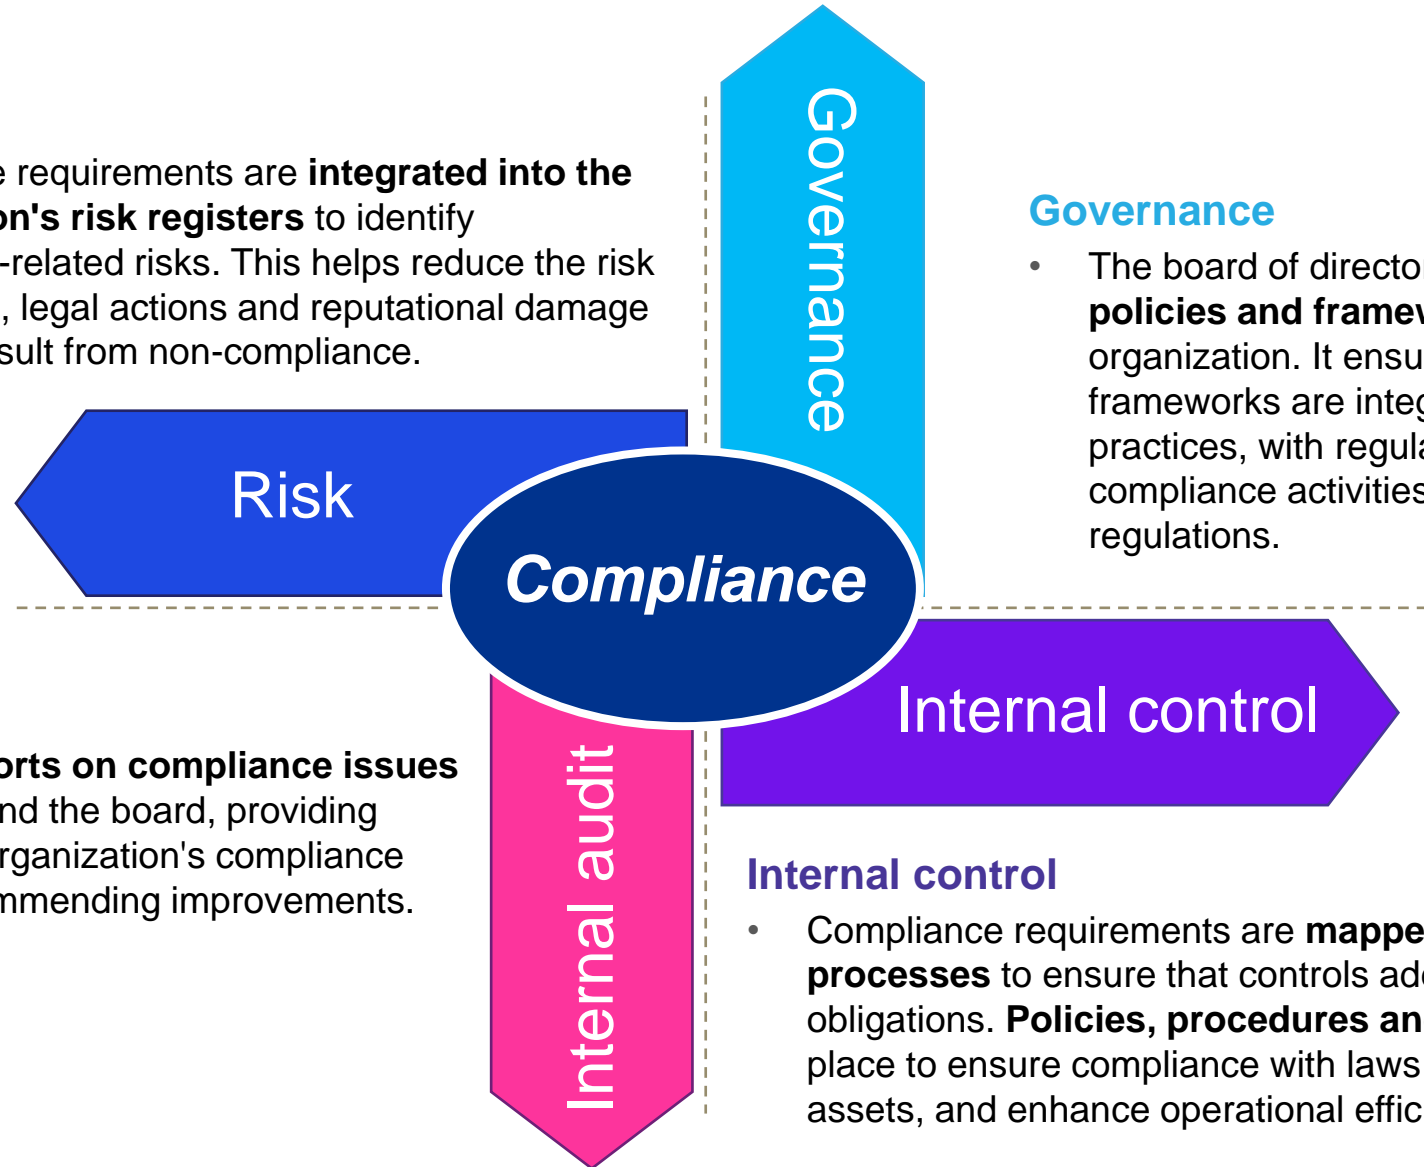 Governance
e requirements are integrated into the
on's risk registers to identify
-related risks. This helps reduce the risk
, legal actions and reputational damage
sult from non-compliance.
Governance
• The board of directo
policies and frame
organization. It ensu
frameworks are integ
practices, with regula
compliance activities
regulations.
Risk
Compliance
Internal control
Internal audit
orts on compliance issues
nd the board, providing
rganization's compliance
mmending improvements.
Internal control
• Compliance requirements are mappe
processes to ensure that controls ad
obligations. Policies, procedures an
place to ensure compliance with laws
assets, and enhance operational effic